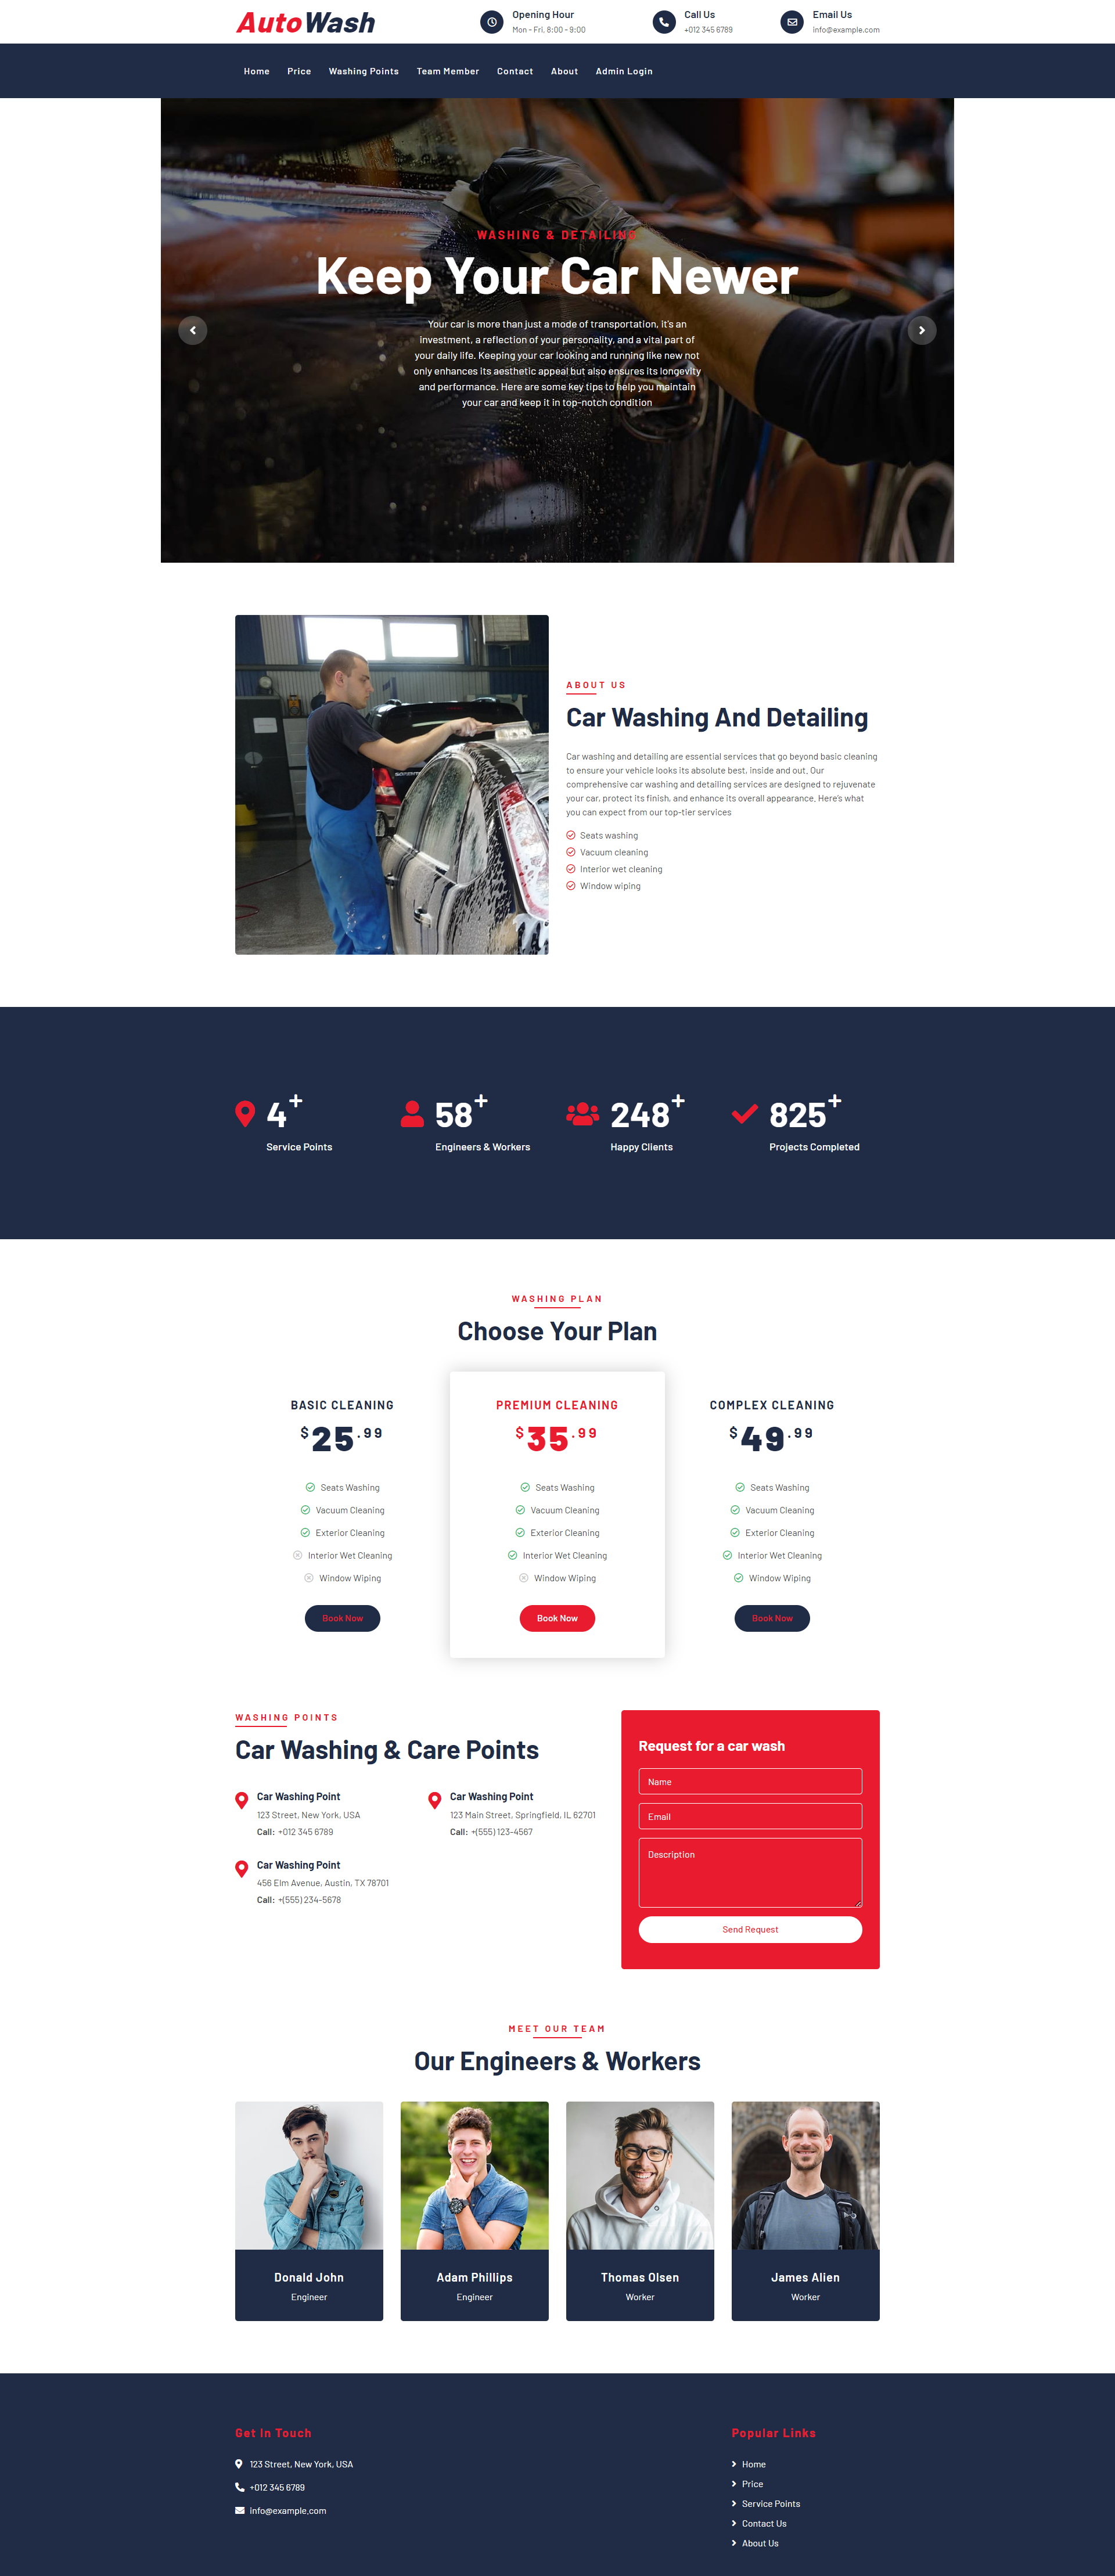 AutoWash
Opening Hour
Mon - Fri, 8:00 - 9:00
Call Us
+012 345 6789
Email Us
info@example.com
Home Price Washing Points Team Member Contact About Admin Login
WASHING & DETAILING
Keep Your Car Newer
Your car is more than just a mode of transportation, it's an
investment, a reflection of your personality, and a vital part of
your daily life. Keeping your car looking and running like new not
only enhances its aesthetic appeal but also ensures its longevity
and performance. Here are some key tips to help you maintain
your car and keep it in top-notch condition
ABOUT US
Car Washing And Detailing
Car washing and detailing are essential services that go beyond basic cleaning
to ensure your vehicle looks its absolute best, inside and out. Our
comprehensive car washing and detailing services are designed to rejuvenate
your car, protect its finish, and enhance its overall appearance. Here's what
you can expect from our top-tier services
Seats washing
Vacuum cleaning
Interior wet cleaning
Window wiping
4+
Service Points
58+
Engineers & Workers
248+
Happy Clients
825+
Projects Completed
WASHING PLAN
Choose Your Plan
BASIC CLEANING
$25.99
Seats Washing
Vacuum Cleaning
Exterior Cleaning
Interior Wet Cleaning
Window Wiping
Book Now
PREMIUM CLEANING
$35.99
Seats Washing
Vacuum Cleaning
Exterior Cleaning
Interior Wet Cleaning
Window Wiping
Book Now
COMPLEX CLEANING
$49.99
Seats Washing
Vacuum Cleaning
Exterior Cleaning
Interior Wet Cleaning
Window Wiping
Book Now
WASHING POINTS
Car Washing & Care Points
Car Washing Point
123 Street, New York, USA
Call: +012 345 6789
Car Washing Point
123 Main Street, Springfield, IL 62701
Call: +(555) 123-4567
Car Washing Point
456 Elm Avenue, Austin, TX 78701
Call: +(555) 234-5678
Request for a car wash
Name
Email
Description
Send Request
MEET OUR TEAM
Our Engineers & Workers
Donald John
Engineer
Adam Phillips
Engineer
Thomas Olsen
Worker
James Alien
Worker
Get In Touch
123 Street, New York, USA
+012 345 6789
info@example.com
Popular Links
Home
Price
Service Points
Contact Us
About Us